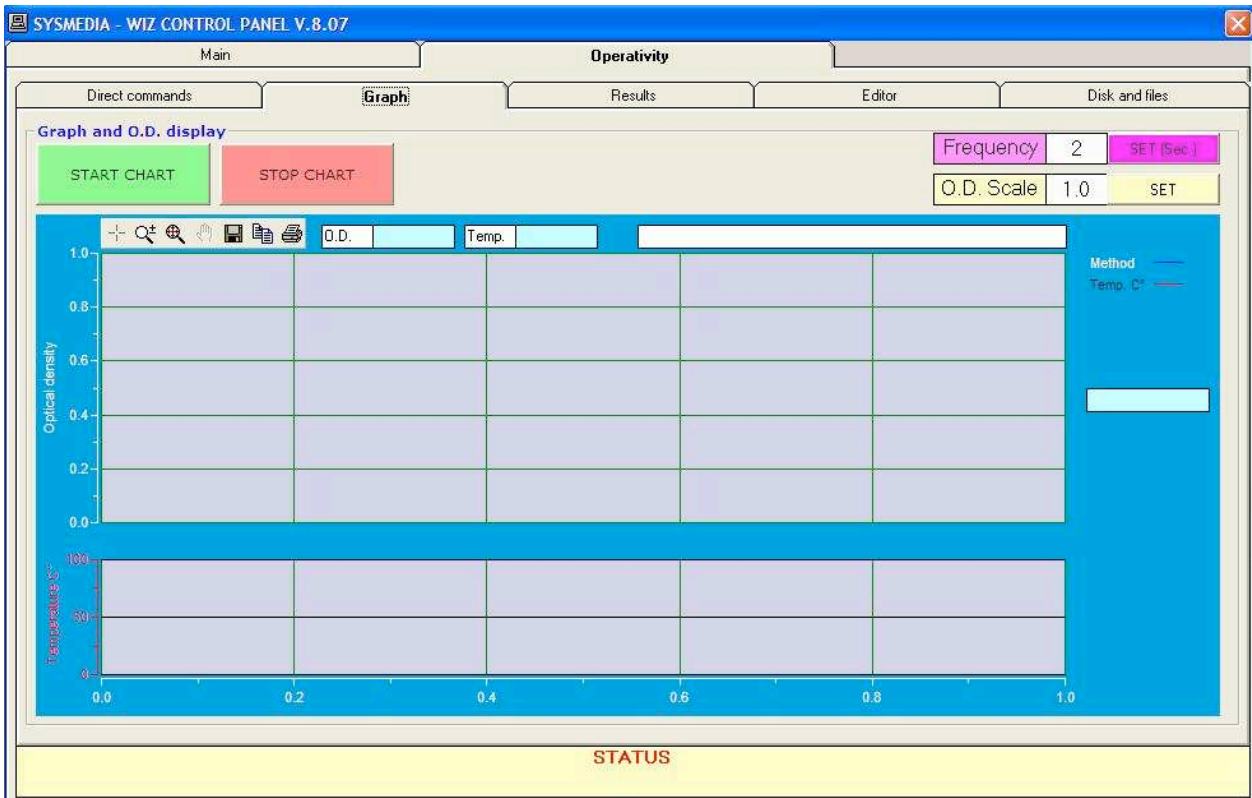 SYSMEDIA - WIZ CONTROL PANEL V.8.07
Main
Operativity
Direct commands
Graph
Results
Editor
Disk and files
Graph and O.D. display
START CHART
STOP CHART
Frequency
2
SET (Sec.)
O.D. Scale
1.0
SET
O.D.
Temp.
Method
Temp. C°
Optical density
1.0
0.8
0.6
0.4
0.2
0.0
Temperature C°
100
50
0
0.0
0.2
0.4
0.6
0.8
1.0
STATUS